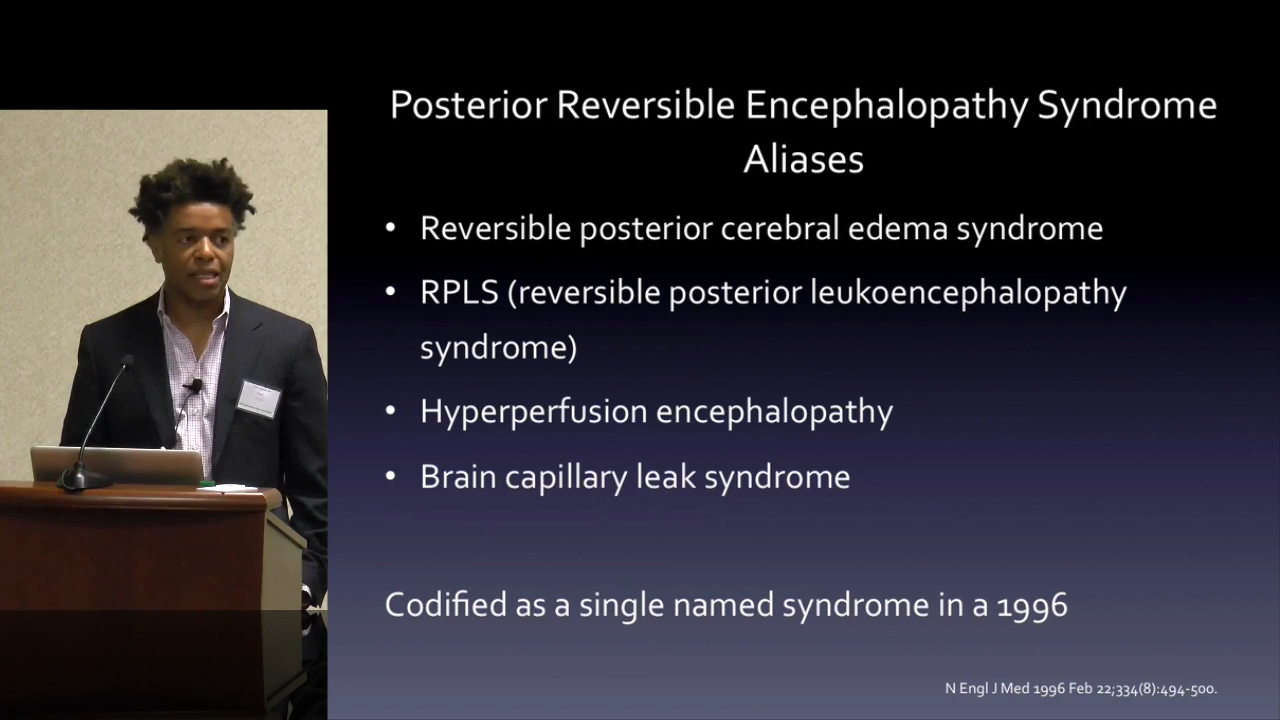 Posterior Reversible Encephalopathy Syndrome
Aliases
• Reversible posterior cerebral edema syndrome
• RPLS (reversible posterior leukoencephalopathy
syndrome)
• Hyperperfusion encephalopathy
• Brain capillary leak syndrome
Codified as a single named syndrome in a 1996
N Engl J Med 1996 Feb 22;334(8):494-500.